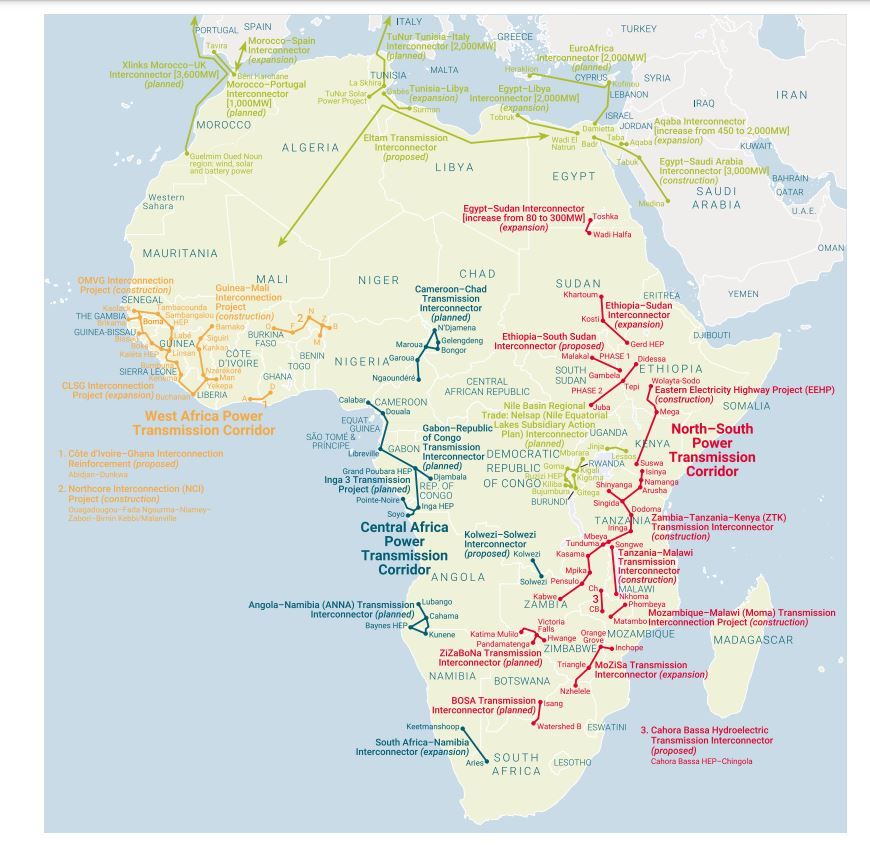 PORTUGAL
SPAIN
ITALY
GREECE
TURKEY
Tavira
Morocco–Spain
Interconnector
(expansion)
TuNur Tunisia–Italy
Interconnector [2,000MW]
(planned)
EuroAfrica
Interconnector [2,000MW]
(planned)
Xlinks Morocco–UK
Interconnector [3,600MW]
(planned)
Béni Harchane
Morocco–Portugal
Interconnector
[1,000MW]
(planned)
MALTA
Heraklion
CYPRUS
Kofinou
SYRIA
TUNISIA
La Skhira
TuNur Solar
Power Project
Gabès
Tunisia–Libya
(expansion)
Surman
Egypt–Libya
Interconnector [2,000MW]
(expansion)
Tobruk
LEBANON
IRAQ
IRAN
ISRAEL
JORDAN
Aqaba Interconnector
[increase from 450 to 2,000MW]
(expansion)
MOROCCO
Damietta
Wadi El
Natrun
Badr
Taba
Aqaba
Tabuk
Eltam Transmission
Interconnector
(proposed)
KUWAIT
ALGERIA
Guelmim Oued Noun
region: wind, solar
and battery power
LIBYA
EGYPT
Egypt–Saudi Arabia
Interconnector [3,000MW]
(construction)
BAHRAIN
QATAR
SAUDI
ARABIA
Medina
U.A.E.
Western
Sahara
Egypt–Sudan Interconnector
[increase from 80 to 300MW]
(expansion)
Toshka
Wadi Halfa
OMAN
MAURITANIA
MALI
NIGER
CHAD
SUDAN
ERITREA
YEMEN
OMVG Interconnection
Project (construction)
SENEGAL
Guinea–Mali
Interconnection
Project
(construction)
Cameroon–Chad
Transmission
Interconnector
(planned)
Khartoum
Ethiopia–Sudan
Interconnector
(expansion)
Kosti
Kaolack
Tambacounda
Sambangalou
HEP
THE GAMBIA
Brikama
Boma
GUINEA-BISSAU
Bissau
Labé
Boké
GUINEA
Kaleta HEP
Linsan
Bamako
Siguiri
Kankan
2
N
Z
B
O
F
M
BURKINA
FASO
N'Djamena
Gelengdeng
Bongor
Maroua
Garoua
Ngaoundéré
Ethiopia–South Sudan
Interconnector (proposed)
Gerd HEP
DJIBOUTI
Malakal
PHASE 1
Didessa
ETHIOPIA
CÔTE
D'IVOIRE
BENIN
TOGO
NIGERIA
SOUTH
SUDAN
Gambela
Tepi
PHASE 2
Juba
Wolayta-Sodo
Eastern Electricity Highway Project (EEHP)
(construction)
SIERRA LEONE
Bumbuna
Kenema
Nzérékoré
Man
Yekepa
GHANA
CENTRAL
AFRICAN REPUBLIC
CLSG Interconnection
Project (expansion)
Buchanan
LIBERIA
A
D
1
SOMALIA
Mega
Calabar
CAMEROON
Douala
Nile Basin Regional
Trade: Nelsap (Nile Equatorial
Lakes Subsidiary Action
Plan) Interconnector
(planned)
West Africa Power
Transmission Corridor
EQUAT.
GUINEA
SÃO TOMÉ &
PRÍNCIPE
Gabon–Republic
of Congo
Transmission
Interconnector
(planned)
UGANDA
KENYA
North–South
Power
Transmission
Corridor
Jinja
Lessos
1. Côte d'Ivoire–Ghana Interconnection
Reinforcement (proposed)
Abidjan–Dunkwa
Libreville
GABON
DEMOCRATIC
REPUBLIC
OF CONGO
Mbarara
Goma
RWANDA
Kigali
Ruzizi HEP
Kigoma
Kiliba
Bujumbura
Gitega
BURUNDI
Suswa
Isinya
Namanga
Arusha
Shinyanga
Singida
2. Northcore Interconnection (NCI)
Project (construction)
Ouagadougou–Fada Ngourma–Niamey–
Zabori–Birnin Kebbi/Malanville
Grand Poubara HEP
Djambala
REP. OF
CONGO
Inga 3 Transmission
Project (planned)
Pointe-Noire
Inga HEP
Soyo
Central Africa
Power
Transmission
Corridor
Dodoma
TANZANIA
Iringa
Zambia–Tanzania–Kenya (ZTK)
Transmission Interconnector
(construction)
Kolwezi–Solwezi
Interconnector
(proposed)
Kolwezi
Solwezi
Mbeya
Tunduma
Songwe
Kasama
Mpika
Pensulo
Kabwe
Tanzania–Malawi
Transmission
Interconnector
(construction)
ANGOLA
ZAMBIA
MALAWI
Ch
3
CB
Nkhoma
Phombeya
Matambo
Mozambique–Malawi (Moma) Transmission
Interconnection Project (construction)
Angola–Namibia (ANNA) Transmission
Interconnector (planned)
Lubango
Cahama
Baynes HEP
Kunene
Victoria
Falls
Katima Mulilo
Hwange
Pandamatenga
Orange
Grove
MOZAMBIQUE
MADAGASCAR
ZiZaBoNa Transmission
Interconnector (planned)
ZIMBABWE
Inchope
Triangle
MoZiSa Transmission
Interconnector (expansion)
Nzhelele
NAMIBIA
BOTSWANA
BOSA Transmission
Interconnector (planned)
Isang
Watershed B
Keetmanshoop
ESWATINI
3. Cahora Bassa Hydroelectric
Transmission Interconnector
(proposed)
Cahora Bassa HEP–Chingola
South Africa–Namibia
Interconnector (expansion)
Aries
SOUTH
AFRICA
LESOTHO